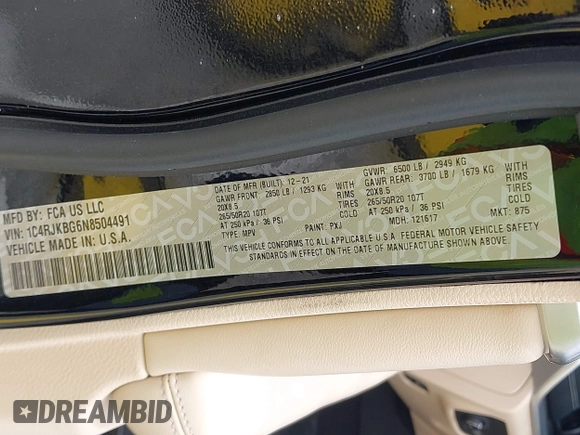 MFD BY: FCA US LLC
VIN: 1C4RJKBG6N8504491
VEHICLE MADE IN: U.S.A.
DATE OF MFR (BUILT): 12-21
GAWR FRONT: 2850 LB / 1293 KG WITH
20X8.5 RIMS
265/50R20 107T TIRES
AT 250 kPa / 36 PSI COLD
TYPE: MPV
PAINT: PXJ
GVWR: 6500 LB / 2949 KG
GAWR REAR: 3700 LB / 1679 KG WITH
20X8.5 RIMS
265/50R20 107T TIRES
AT 250 kPa / 36 PSI COLD
MDH: 121617
MKT: 875
THIS VEHICLE CONFORMS TO ALL APPLICABLE U.S.A. FEDERAL MOTOR VEHICLE SAFETY
STANDARDS IN EFFECT ON THE DATE OF MANUFACTURE SHOWN ABOVE
DREAMBID